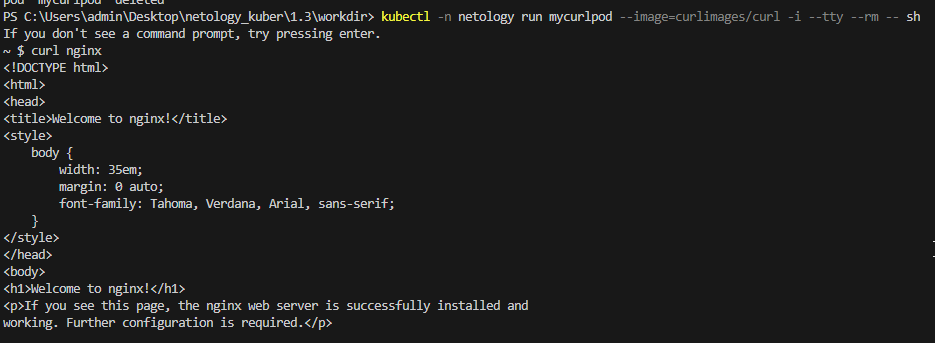 pod "mycurlpod" deleted
PS C:\Users\admin\Desktop\netology_kuber\1.3\workdir> kubectl -n netology run mycurlpod --image=curlimages/curl -i --tty --rm -- sh
If you don't see a command prompt, try pressing enter.
~ $ curl nginx
<!DOCTYPE html>
<html>
<head>
<title>Welcome to nginx!</title>
<style>
    body {
        width: 35em;
        margin: 0 auto;
        font-family: Tahoma, Verdana, Arial, sans-serif;
    }
</style>
</head>
<body>
<h1>Welcome to nginx!</h1>
<p>If you see this page, the nginx web server is successfully installed and
working. Further configuration is required.</p>